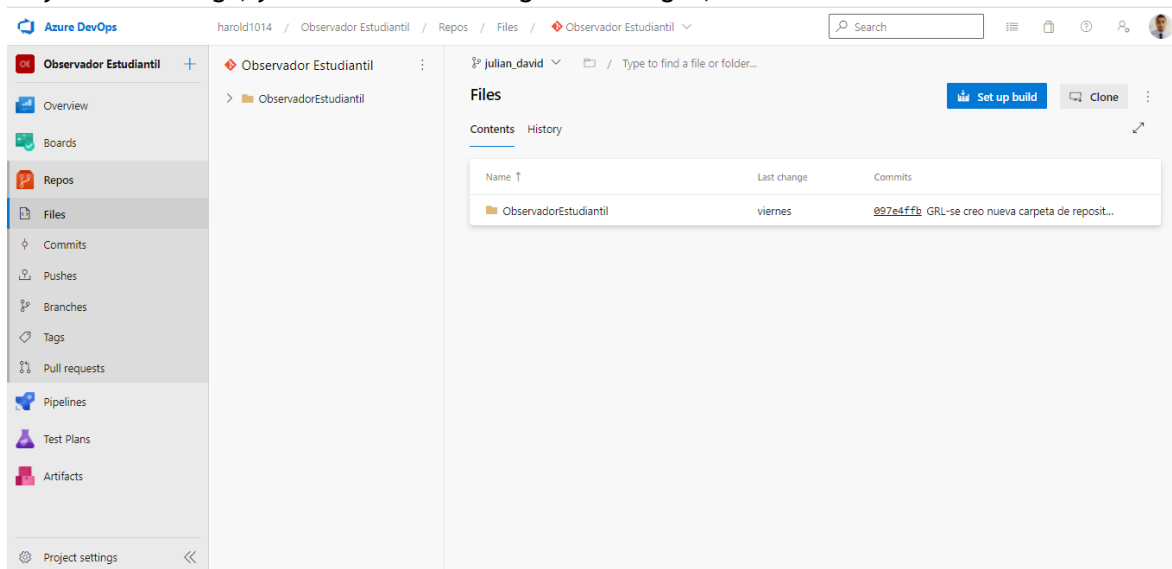 Azure DevOps
harold1014 / Observador Estudiantil / Repos / Files / Observador Estudiantil
Search
OE Observador Estudiantil
Overview
Boards
Repos
Files
Commits
Pushes
Branches
Tags
Pull requests
Pipelines
Test Plans
Artifacts
Project settings
Observador Estudiantil
ObservadorEstudiantil
julian_david / Type to find a file or folder...
Files
Set up build
Clone
Contents History
Name ↑ Last change Commits
ObservadorEstudiantil viernes 097e4ffb GRL-se creo nueva carpeta de reposit...